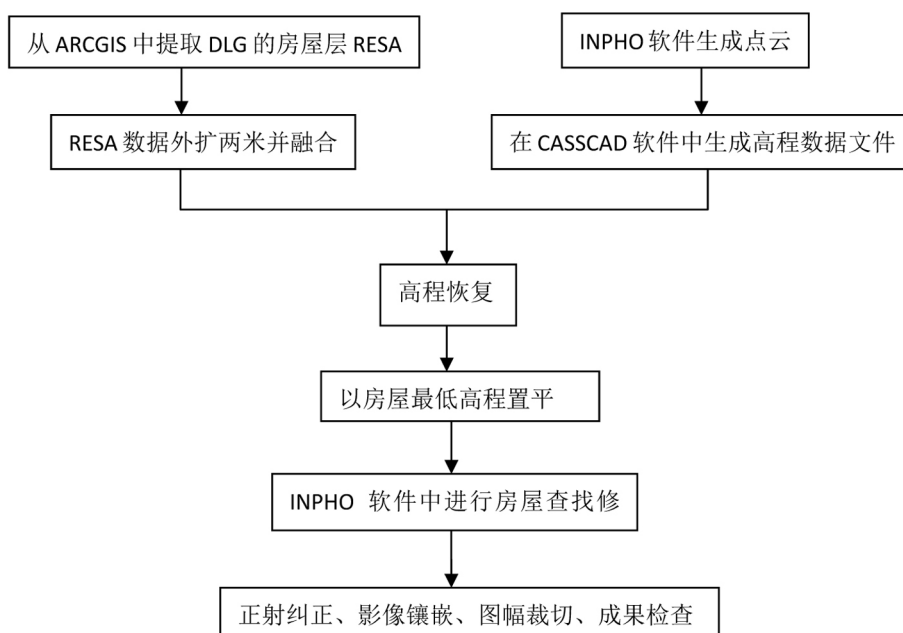 从 ARCGIS 中提取 DLG 的房屋层 RESA
INPHO 软件生成点云
RESA 数据外扩两米并融合
在 CASSCAD 软件中生成高程数据文件
高程恢复
以房屋最低高程置平
INPHO 软件中进行房屋查找修
正射纠正、影像镶嵌、图幅裁切、成果检查